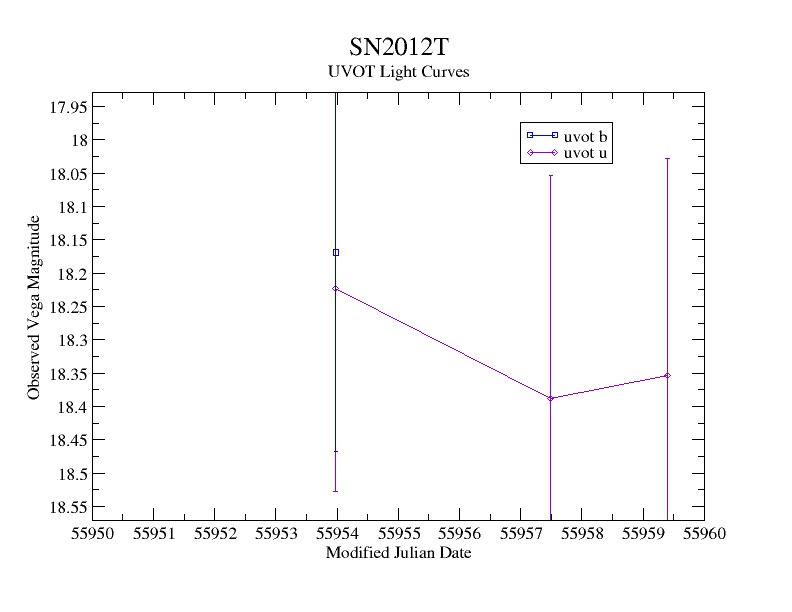 SN2012T
UVOT Light Curves
uvot b
uvot u
Observed Vega Magnitude
17.95
18
18.05
18.1
18.15
18.2
18.25
18.3
18.35
18.4
18.45
18.5
18.55
55950 55951 55952 55953 55954 55955 55956 55957 55958 55959 55960
Modified Julian Date